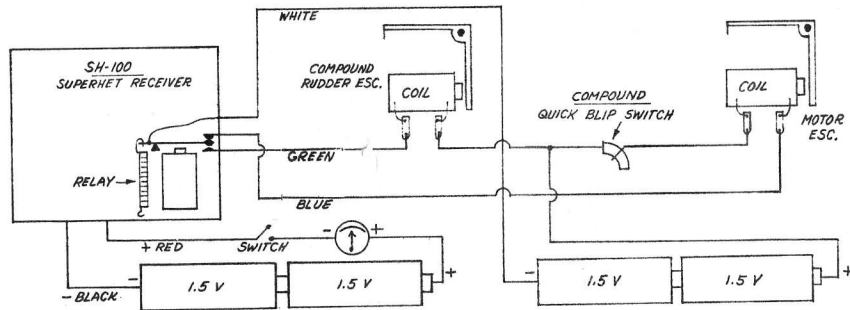 WHITE
SH-100
SUPERHET RECEIVER
COMPOUND
RUDDER ESC.
COIL
COMPOUND
QUICK BLIP SWITCH
COIL
MOTOR
ESC.
GREEN
RELAY
BLUE
+ RED
SWITCH
- +
+
- BLACK
-
1.5 V
1.5 V
-
1.5 V
1.5 V
+